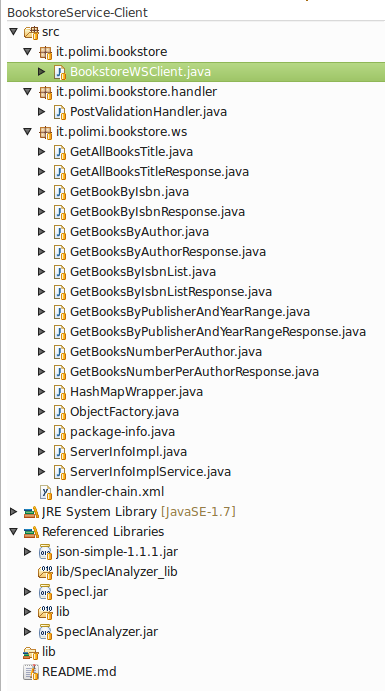 BookstoreService-Client
src
it.polimi.bookstore
BookstoreWSClient.java
it.polimi.bookstore.handler
PostValidationHandler.java
it.polimi.bookstore.ws
GetAllBooksTitle.java
GetAllBooksTitleResponse.java
GetBookByIsbn.java
GetBookByIsbnResponse.java
GetBooksByAuthor.java
GetBooksByAuthorResponse.java
GetBooksByIsbnList.java
GetBooksByIsbnListResponse.java
GetBooksByPublisherAndYearRange.java
GetBooksByPublisherAndYearRangeResponse.java
GetBooksNumberPerAuthor.java
GetBooksNumberPerAuthorResponse.java
HashMapWrapper.java
ObjectFactory.java
package-info.java
ServerInfoImpl.java
ServerInfoImplService.java
handler-chain.xml
JRE System Library [JavaSE-1.7]
Referenced Libraries
json-simple-1.1.1.jar
lib/SpeclAnalyzer_lib
Specl.jar
lib
SpeclAnalyzer.jar
lib
README.md